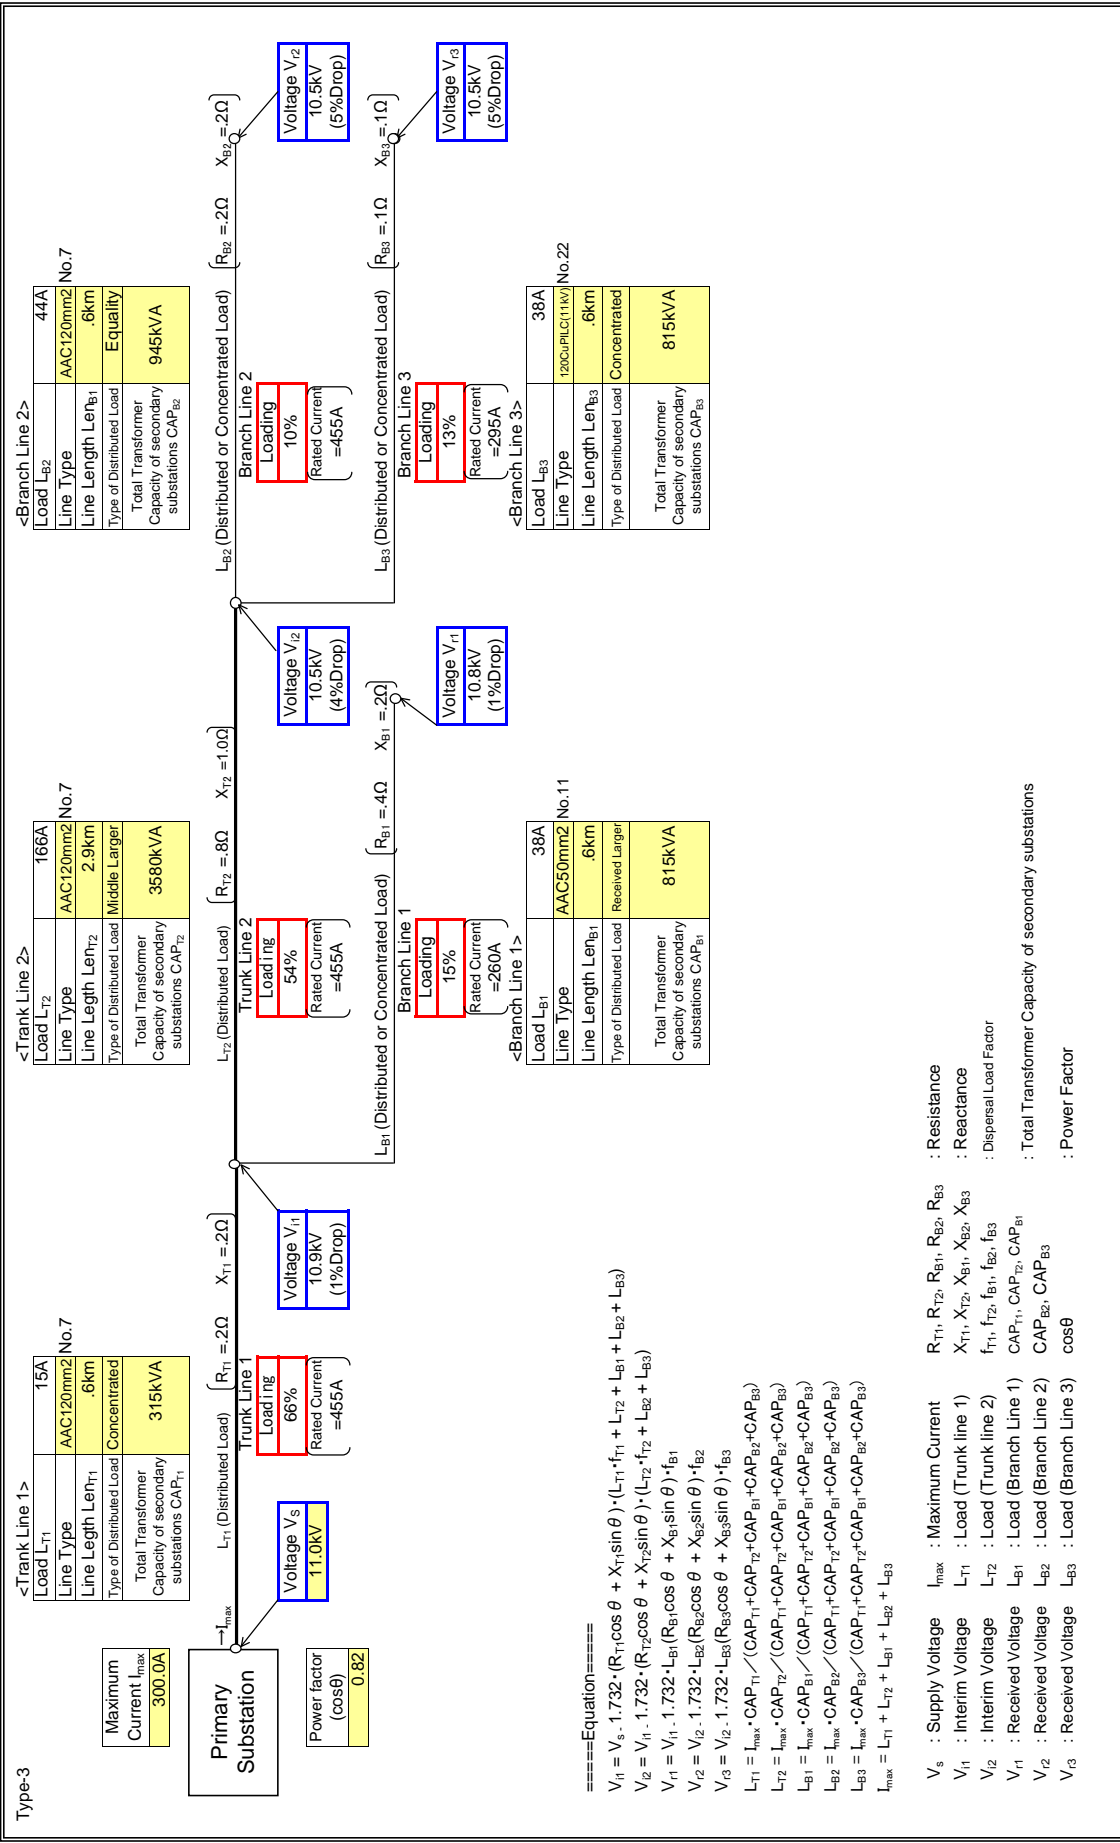 Type-3
<Trank Line 1>
Load LT1 15A
Line Type AAC120mm2 No.7
Line Legth LenT1 .6km
Type of Distributed Load Concentrated
Total Transformer
Capacity of secondary
substations CAPT1
315kVA
<Trank Line 2>
Load LT2 166A
Line Type AAC120mm2 No.7
Line Legth LenT2 2.9km
Type of Distributed Load Middle Larger
Total Transformer
Capacity of secondary
substations CAPT2
3580kVA
<Branch Line 2>
Load LB2 44A
Line Type AAC120mm2 No.7
Line Length LenB1 .6km
Type of Distributed Load Equality
Total Transformer
Capacity of secondary
substations CAPB2
945kVA
Maximum
Current Imax
300.0A
Primary
Substation
→Imax
Power factor
(cosθ)
0.82
Voltage Vs
11.0kV
LT1 (Distributed Load) RT1 =.2Ω XT1 =.2Ω
Trunk Line 1
Loading
66%
Rated Current
=455A
Voltage Vi1
10.9kV
(1%Drop)
LT2 (Distributed Load) RT2 =.8Ω XT2 =1.0Ω
Trunk Line 2
Loading
54%
Rated Current
=455A
Voltage Vi2
10.5kV
(4%Drop)
LB2 (Distributed or Concentrated Load) RB2 =.2Ω XB2 =.2Ω
Branch Line 2
Loading
10%
Rated Current
=455A
Voltage Vr2
10.5kV
(5%Drop)
LB1 (Distributed or Concentrated Load) RB1 =.4Ω XB1 =.2Ω
Branch Line 1
Loading
15%
Rated Current
=260A
Voltage Vr1
10.8kV
(1%Drop)
LB3 (Distributed or Concentrated Load) RB3 =.1Ω XB3 =.1Ω
Branch Line 3
Loading
13%
Rated Current
=295A
Voltage Vr3
10.5kV
(5%Drop)
<Branch Line 1>
Load LB1 38A
Line Type AAC50mm2 No.11
Line Length LenB1 .6km
Type of Distributed Load Received Larger
Total Transformer
Capacity of secondary
substations CAPB1
815kVA
<Branch Line 3>
Load LB3 38A
Line Type 120CuPILC(11kV) No.22
Line Length LenB3 .6km
Type of Distributed Load Concentrated
Total Transformer
Capacity of secondary
substations CAPB3
815kVA
=====Equation=====
Vi1 = Vs - 1.732・(RT1cos θ + XT1sin θ)・(LT1・fT1 + LT2 + LB1 + LB2 + LB3)
Vi2 = Vi1 - 1.732・(RT2cos θ + XT2sin θ)・(LT2・fT2 + LB2 + LB3)
Vr1 = Vi1 - 1.732・LB1(RB1cos θ + XB1sin θ)・fB1
Vr2 = Vi2 - 1.732・LB2(RB2cos θ + XB2sin θ)・fB2
Vr3 = Vi2 - 1.732・LB3(RB3cos θ + XB3sin θ)・fB3
LT1 = Imax・CAPT1／(CAPT1+CAPT2+CAPB1+CAPB2+CAPB3)
LT2 = Imax・CAPT2／(CAPT1+CAPT2+CAPB1+CAPB2+CAPB3)
LB1 = Imax・CAPB1／(CAPT1+CAPT2+CAPB1+CAPB2+CAPB3)
LB2 = Imax・CAPB2／(CAPT1+CAPT2+CAPB1+CAPB2+CAPB3)
LB3 = Imax・CAPB3／(CAPT1+CAPT2+CAPB1+CAPB2+CAPB3)
Imax = LT1 + LT2 + LB1 + LB2 + LB3
Vs : Supply Voltage Imax : Maximum Current RT1, RT2, RB1, RB2, RB3 : Resistance
Vi1 : Interim Voltage LT1 : Load (Trunk line 1) XT1, XT2, XB1, XB2, XB3 : Reactance
Vi2 : Interim Voltage LT2 : Load (Trunk line 2) fT1, fT2, fB1, fB2, fB3 : Dispersal Load Factor
Vr1 : Received Voltage LB1 : Load (Branch Line 1) CAPT1, CAPT2, CAPB1
Vr2 : Received Voltage LB2 : Load (Branch Line 2) CAPB2, CAPB3 : Total Transformer Capacity of secondary substations
Vr3 : Received Voltage LB3 : Load (Branch Line 3) cosθ : Power Factor